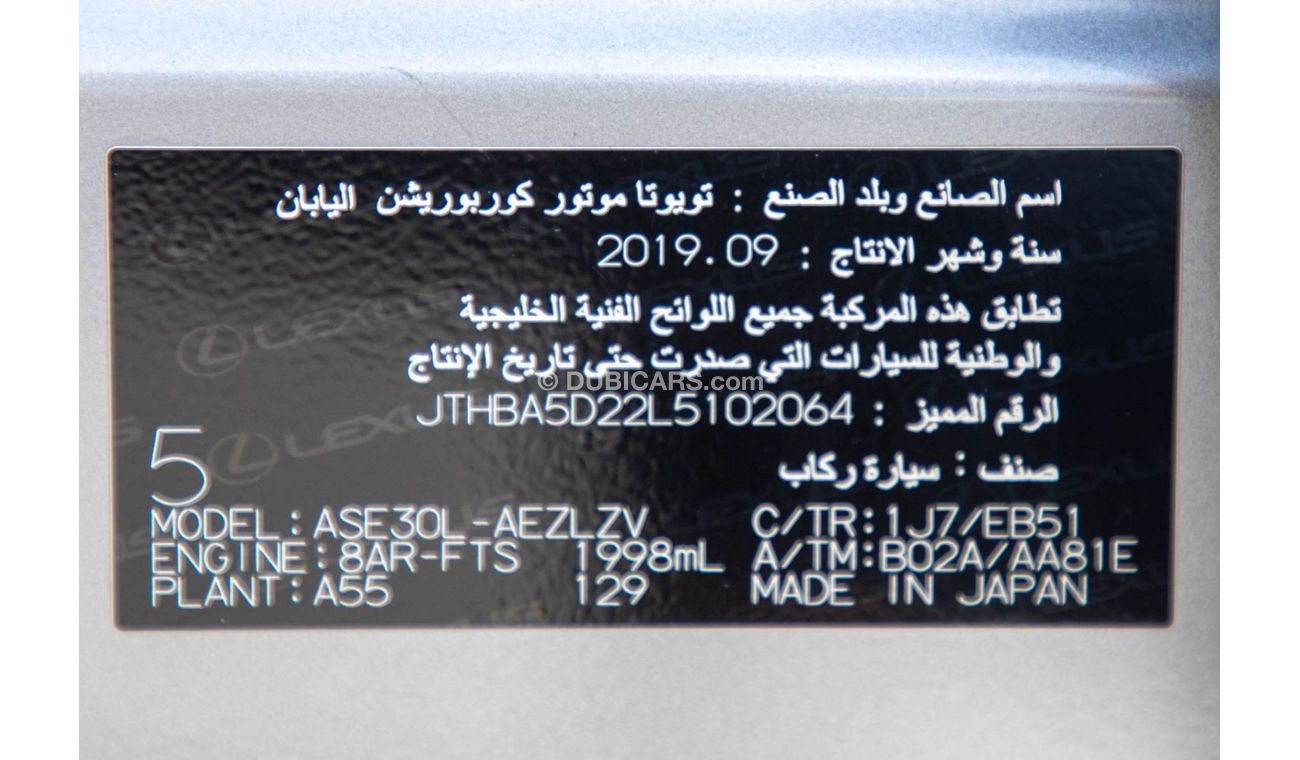 اسم الصانع وبلد الصنع : تويوتا موتور كوربوريشن اليابان
سنة وشهر الانتاج : 2019.09
تطابق هذه المركبة جميع اللوائح الفنية الخليجية
والوطنية للسيارات التي صدرت حتى تاريخ الإنتاج
© DUBICARS.com
الرقم المميز : JTHBA5D22L5102064
صنف : سيارة ركاب
5
MODEL:ASE30L-AEZLZV C/TR:1J7/EB51
ENGINE:8AR-FTS 1998mL A/TM:B02A/AA81E
PLANT:A55 129 MADE IN JAPAN
LEXUS
LEXUS